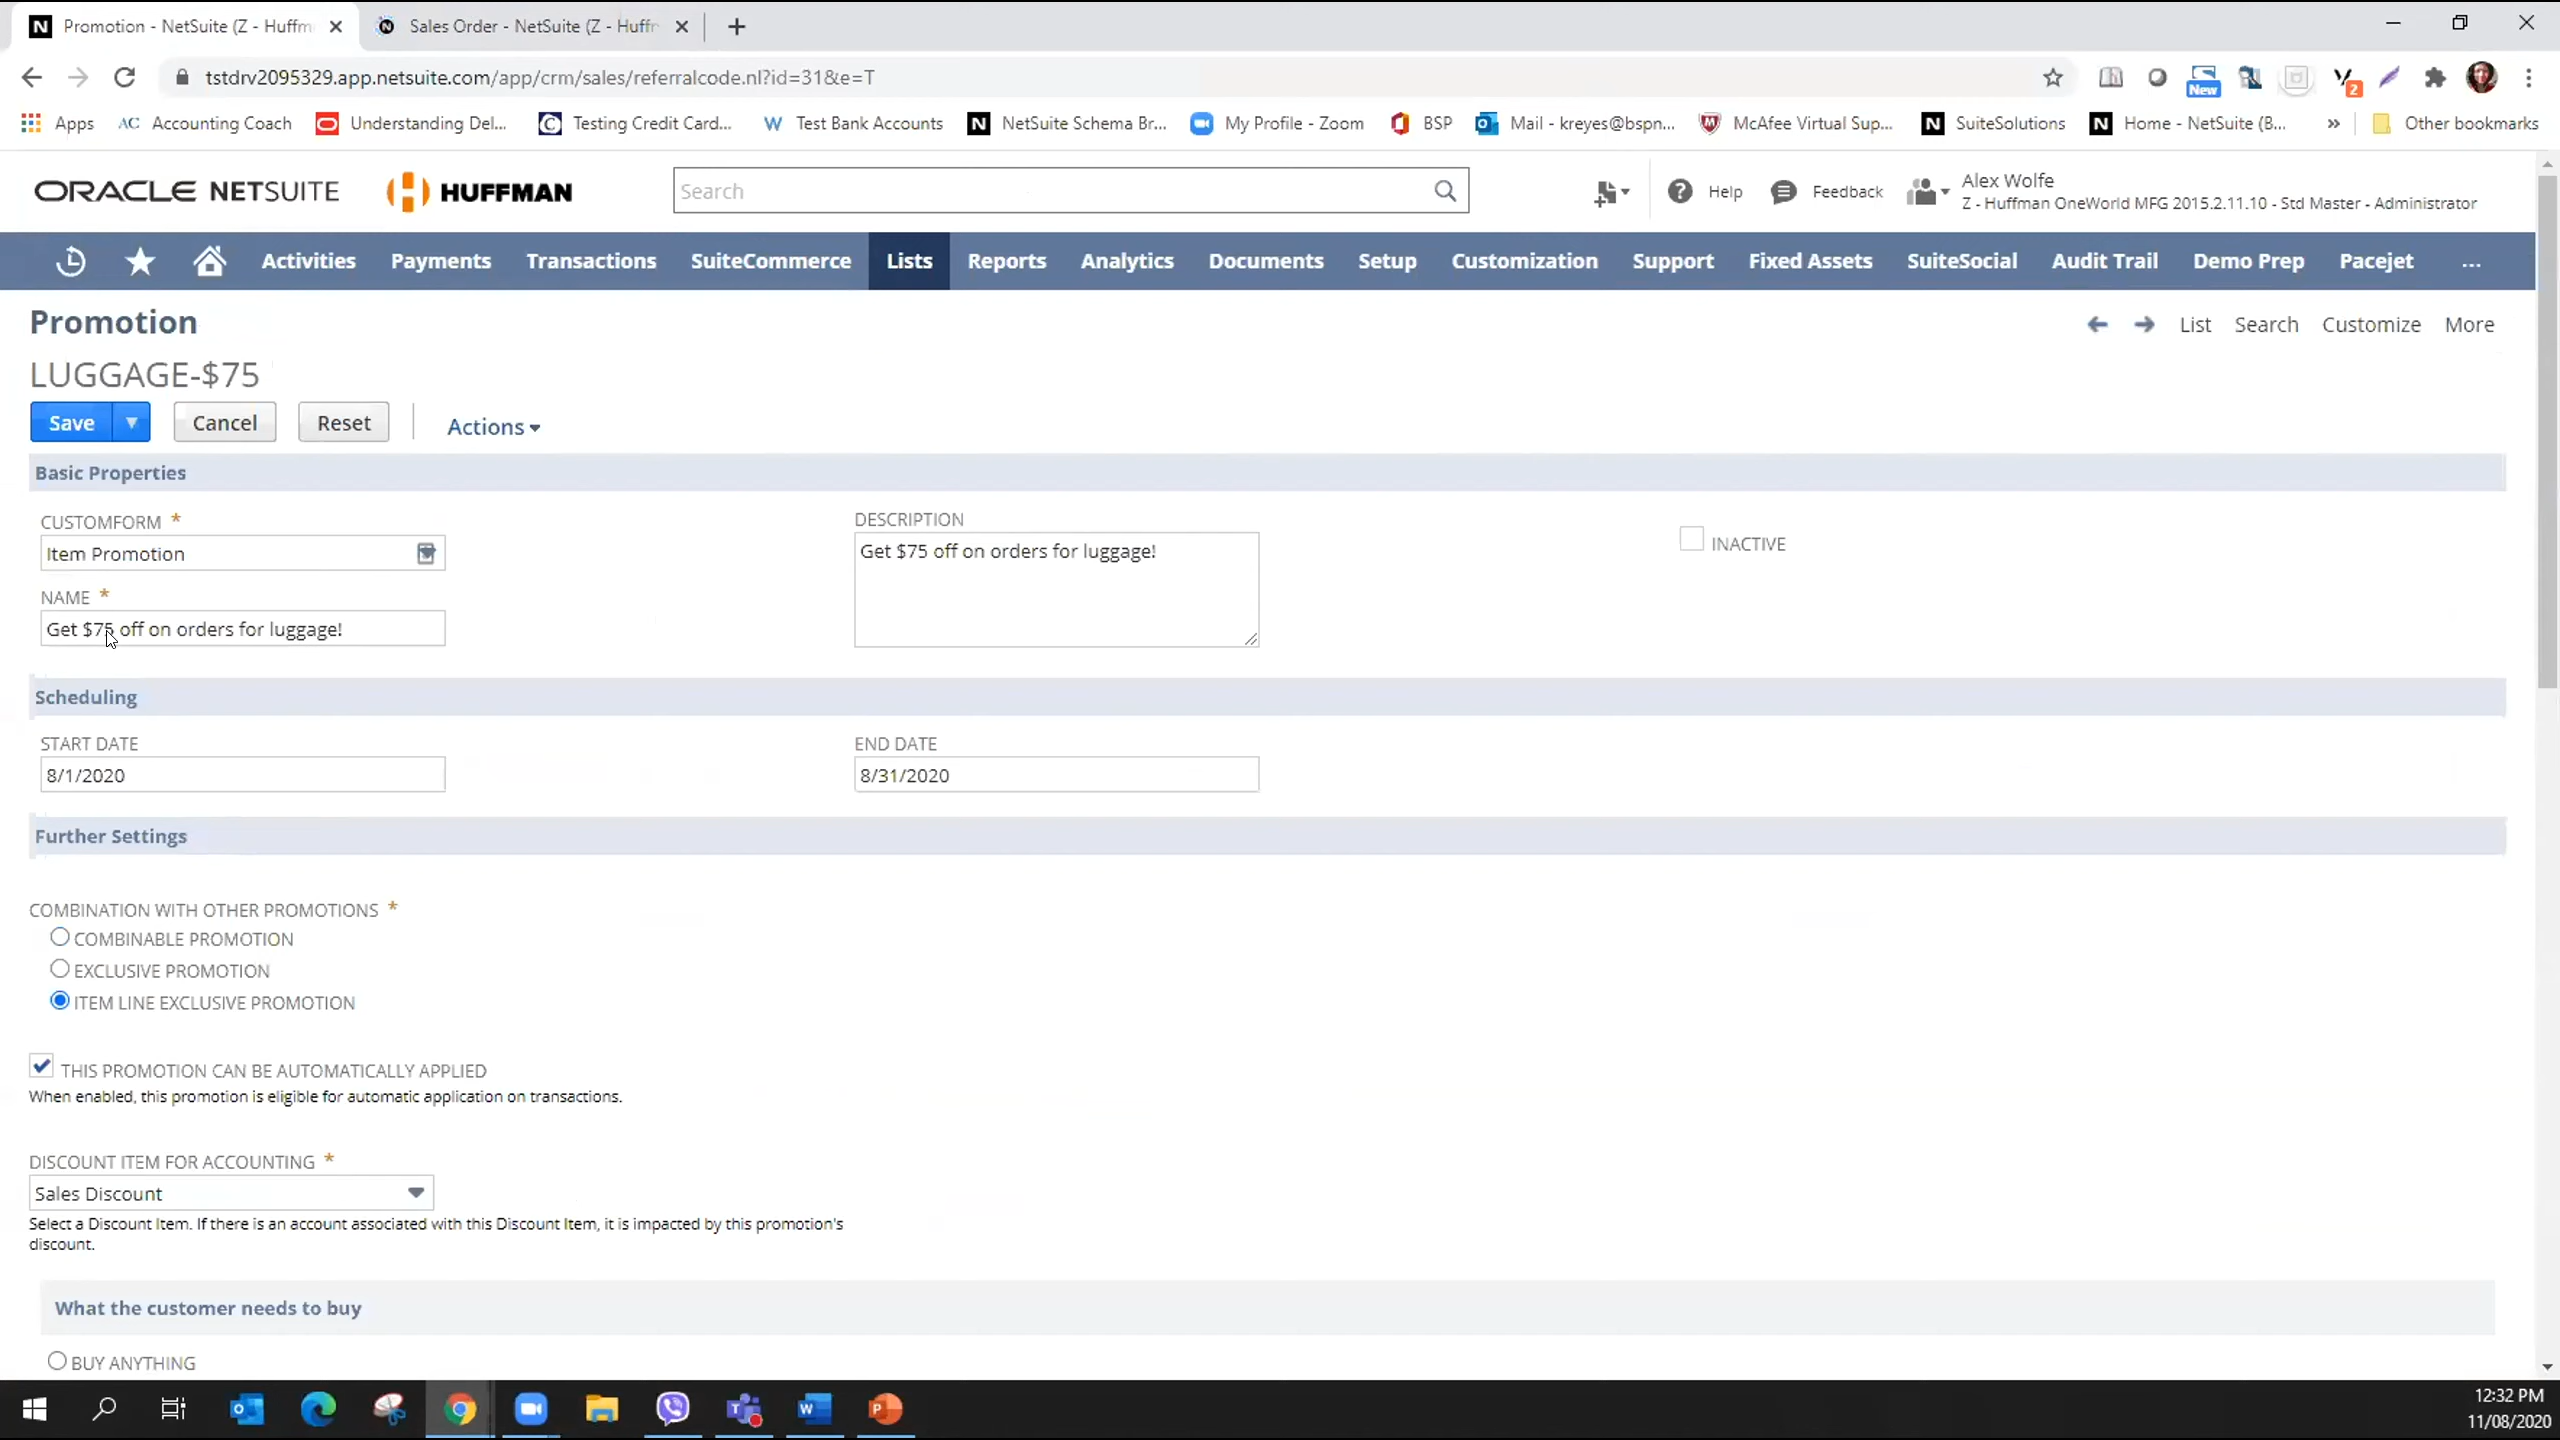 Promotion - NetSuite (Z - Huffm
Sales Order - NetSuite (Z - Huffr
tstdrv2095329.app.netsuite.com/app/crm/sales/referralcode.nl?id=31&e=T
New
2
Apps
AC Accounting Coach
Understanding Del...
Testing Credit Card...
W Test Bank Accounts
NetSuite Schema Br...
My Profile - Zoom
BSP
Mail - kreyes@bspn...
McAfee Virtual Sup...
SuiteSolutions
Home - NetSuite (B...
»
Other bookmarks
ORACLE NETSUITE
HUFFMAN
Search
Help
Feedback
Alex Wolfe
Z - Huffman OneWorld MFG 2015.2.11.10 - Std Master - Administrator
Activities
Payments
Transactions
SuiteCommerce
Lists
Reports
Analytics
Documents
Setup
Customization
Support
Fixed Assets
SuiteSocial
Audit Trail
Demo Prep
Pacejet
...
Promotion
List
Search
Customize
More
LUGGAGE-$75
Save
Cancel
Reset
Actions
Basic Properties
CUSTOMFORM *
Item Promotion
NAME *
Get $75 off on orders for luggage!
DESCRIPTION
Get $75 off on orders for luggage!
INACTIVE
Scheduling
START DATE
8/1/2020
END DATE
8/31/2020
Further Settings
COMBINATION WITH OTHER PROMOTIONS *
COMBINABLE PROMOTION
EXCLUSIVE PROMOTION
ITEM LINE EXCLUSIVE PROMOTION
THIS PROMOTION CAN BE AUTOMATICALLY APPLIED
When enabled, this promotion is eligible for automatic application on transactions.
DISCOUNT ITEM FOR ACCOUNTING *
Sales Discount
Select a Discount Item. If there is an account associated with this Discount Item, it is impacted by this promotion's
discount.
What the customer needs to buy
BUY ANYTHING
12:32 PM
11/08/2020